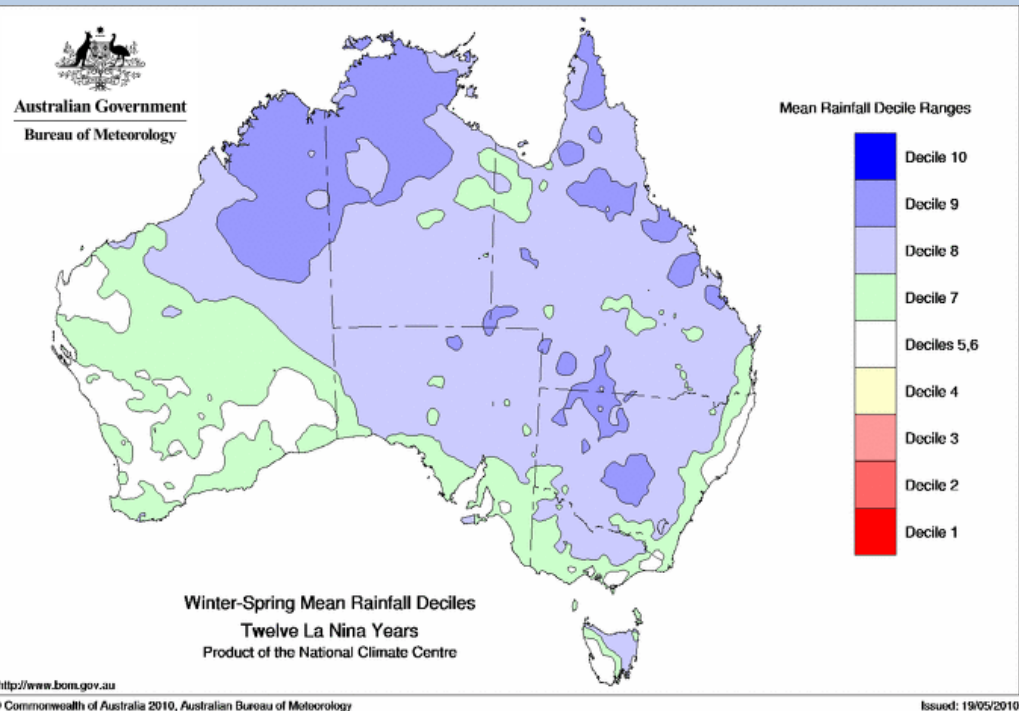 Australian Government
Bureau of Meteorology
Mean Rainfall Decile Ranges
Decile 10
Decile 9
Decile 8
Decile 7
Deciles 5,6
Decile 4
Decile 3
Decile 2
Decile 1
Winter-Spring Mean Rainfall Deciles
Twelve La Nina Years
Product of the National Climate Centre
http://www.bom.gov.au
© Commonwealth of Australia 2010, Australian Bureau of Meteorology
Issued: 19/05/2010